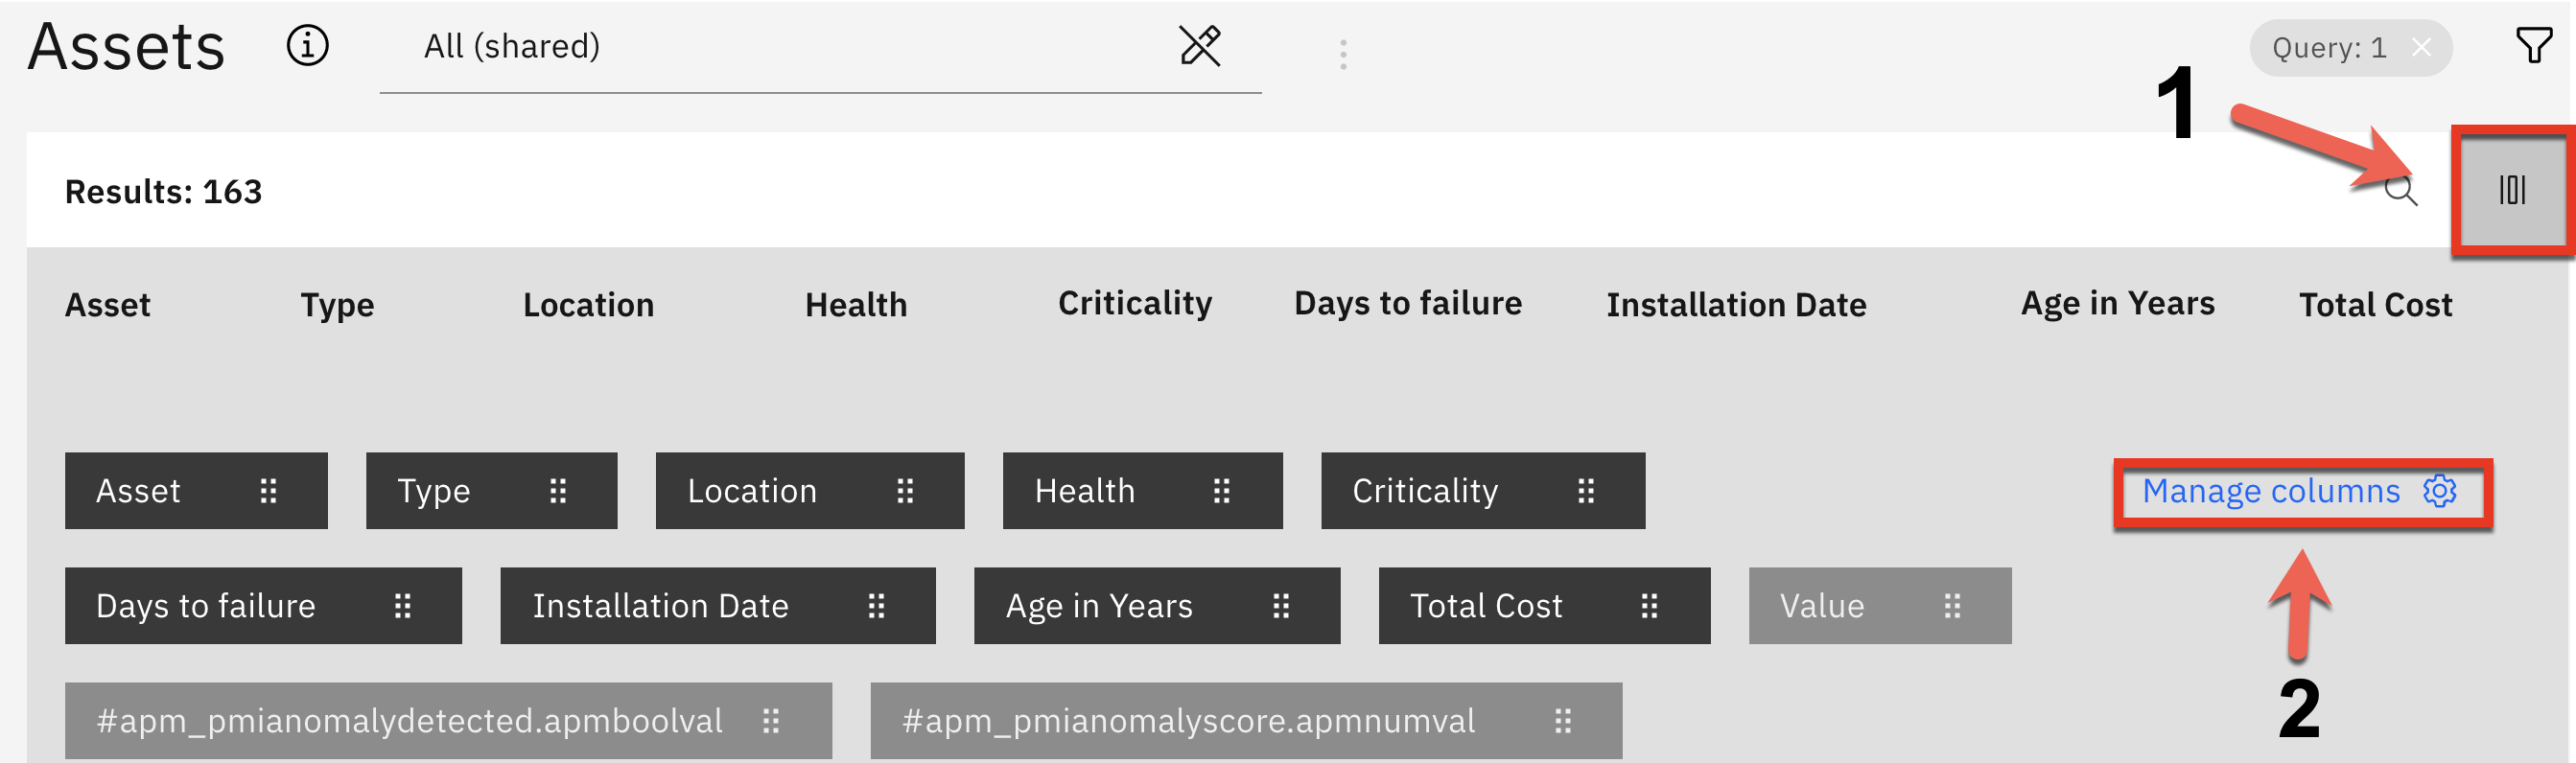 Assets All (shared) Query: 1
1
Results: 163
Asset Type Location Health Criticality Days to failure Installation Date Age in Years Total Cost
Asset Type Location Health Criticality Manage columns
Days to failure Installation Date Age in Years Total Cost Value
2
#apm_pmianomalydetected.apmboolval #apm_pmianomalyscore.apmnumval